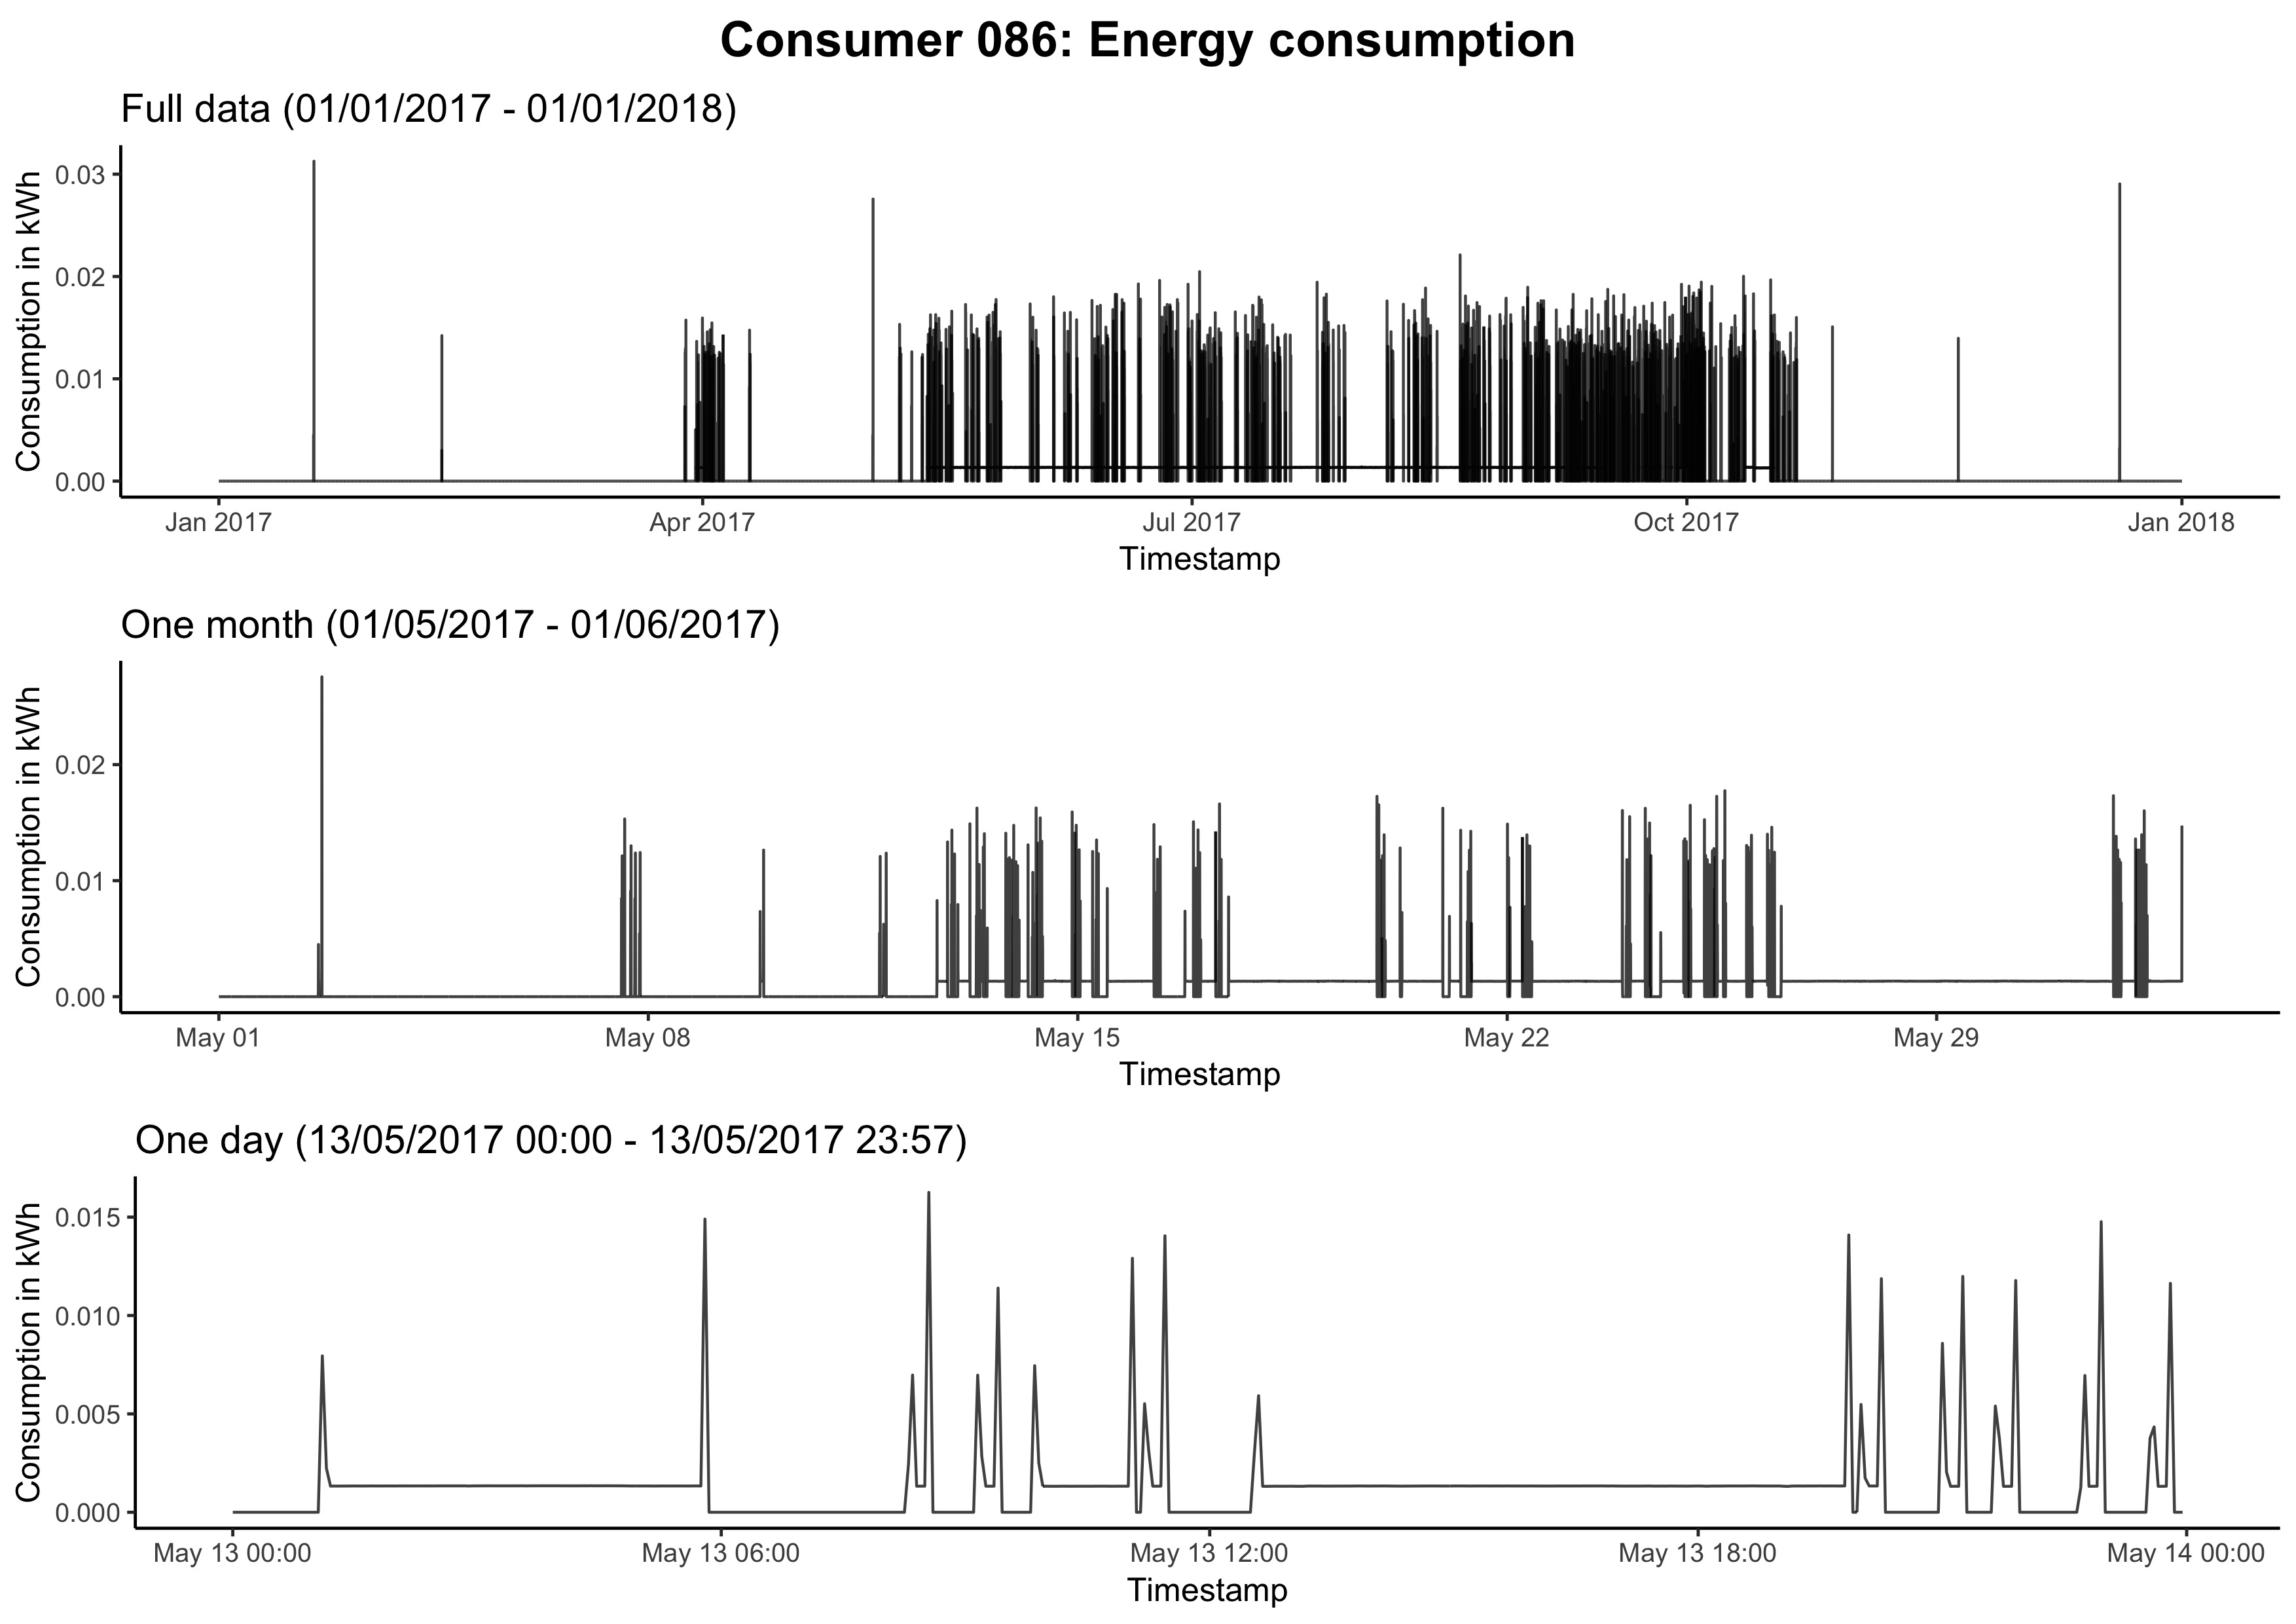 Consumer 086: Energy consumption
Full data (01/01/2017 - 01/01/2018)
Consumption in kWh
0.03
0.02
0.01
0.00
Jan 2017
Apr 2017
Jul 2017
Oct 2017
Jan 2018
Timestamp
One month (01/05/2017 - 01/06/2017)
Consumption in kWh
0.02
0.01
0.00
May 01
May 08
May 15
May 22
May 29
Timestamp
One day (13/05/2017 00:00 - 13/05/2017 23:57)
Consumption in kWh
0.015
0.010
0.005
0.000
May 13 00:00
May 13 06:00
May 13 12:00
May 13 18:00
May 14 00:00
Timestamp